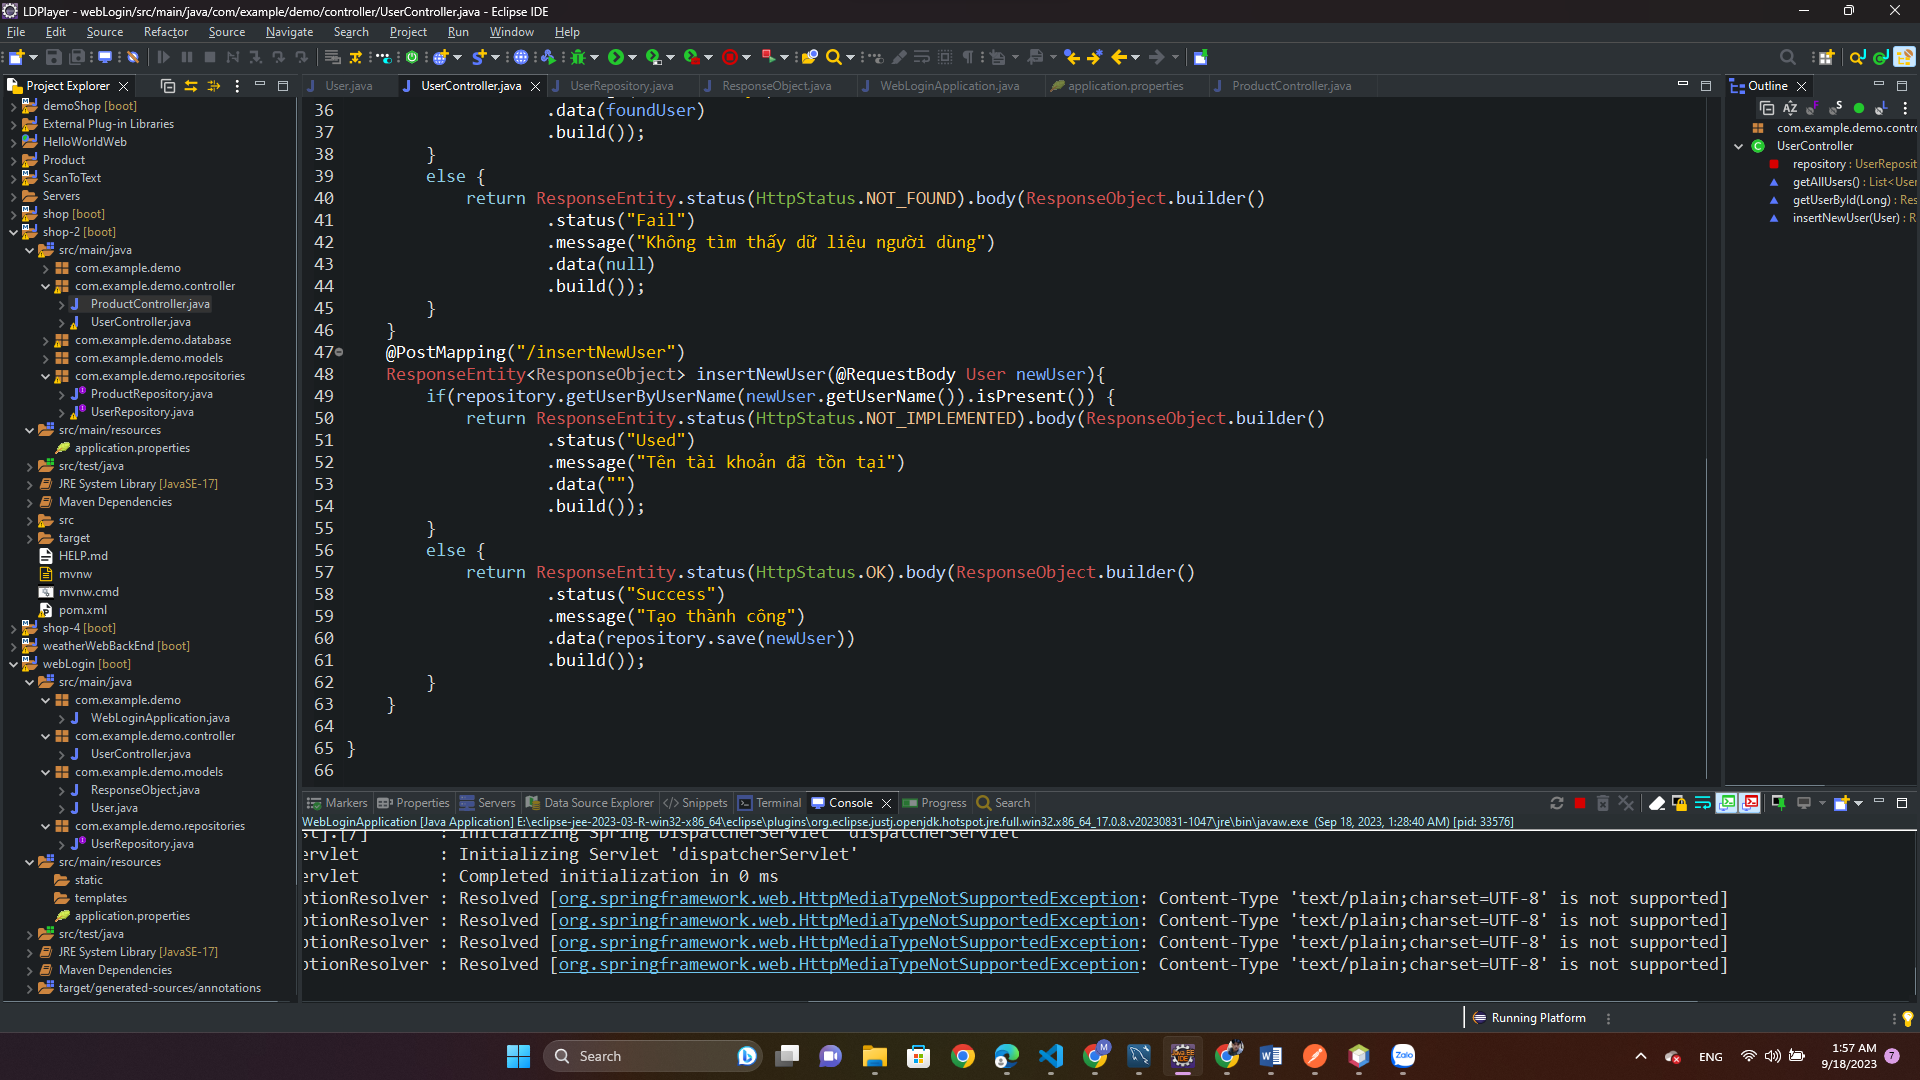 LDPlayer - webLogin/src/main/java/com/example/demo/controller/UserController.java - Eclipse IDE
File Edit Source Refactor Source Navigate Search Project Run Window Help
Project Explorer
User.java UserController.java UserRepository.java ResponseObject.java WebLoginApplication.java application.properties ProductController.java
Outline
demoShop [boot]
External Plug-in Libraries
HelloWorldWeb
Product
ScanToText
Servers
shop [boot]
shop-2 [boot]
src/main/java
com.example.demo
com.example.demo.controller
ProductController.java
UserController.java
com.example.demo.database
com.example.demo.models
com.example.demo.repositories
ProductRepository.java
UserRepository.java
src/main/resources
application.properties
src/test/java
JRE System Library [JavaSE-17]
Maven Dependencies
src
target
HELP.md
mvnw
mvnw.cmd
pom.xml
shop-4 [boot]
weatherWebBackEnd [boot]
webLogin [boot]
src/main/java
com.example.demo
WebLoginApplication.java
com.example.demo.controller
UserController.java
com.example.demo.models
ResponseObject.java
User.java
com.example.demo.repositories
UserRepository.java
src/main/resources
static
templates
application.properties
src/test/java
JRE System Library [JavaSE-17]
Maven Dependencies
target/generated-sources/annotations
36 .data(foundUser)
37 .build());
38 }
39 else {
40 return ResponseEntity.status(HttpStatus.NOT_FOUND).body(ResponseObject.builder()
41 .status("Fail")
42 .message("Không tìm thấy dữ liệu người dùng")
43 .data(null)
44 .build());
45 }
46 }
47 @PostMapping("/insertNewUser")
48 ResponseEntity<ResponseObject> insertNewUser(@RequestBody User newUser){
49 if(repository.getUserByUserName(newUser.getUserName()).isPresent()) {
50 return ResponseEntity.status(HttpStatus.NOT_IMPLEMENTED).body(ResponseObject.builder()
51 .status("Used")
52 .message("Tên tài khoản đã tồn tại")
53 .data("")
54 .build());
55 }
56 else {
57 return ResponseEntity.status(HttpStatus.OK).body(ResponseObject.builder()
58 .status("Success")
59 .message("Tạo thành công")
60 .data(repository.save(newUser))
61 .build());
62 }
63 }
64
65 }
66
com.example.demo.contro
UserController
repository : UserReposit
getAllUsers() : List<User
getUserById(Long) : Res
insertNewUser(User) : R
Markers Properties Servers Data Source Explorer Snippets Terminal Console Progress Search
WebLoginApplication [Java Application] E:\eclipse-jee-2023-03-R-win32-x86_64\eclipse\plugins\org.eclipse.justj.openjdk.hotspot.jre.full.win32.x86_64_17.0.8.v20230831-1047\jre\bin\javaw.exe (Sep 18, 2023, 1:28:40 AM) [pid: 33576]
st].[/] : Initializing Spring DispatcherServlet 'dispatcherServlet'
ervlet : Initializing Servlet 'dispatcherServlet'
ervlet : Completed initialization in 0 ms
ptionResolver : Resolved [org.springframework.web.HttpMediaTypeNotSupportedException: Content-Type 'text/plain;charset=UTF-8' is not supported]
ptionResolver : Resolved [org.springframework.web.HttpMediaTypeNotSupportedException: Content-Type 'text/plain;charset=UTF-8' is not supported]
ptionResolver : Resolved [org.springframework.web.HttpMediaTypeNotSupportedException: Content-Type 'text/plain;charset=UTF-8' is not supported]
ptionResolver : Resolved [org.springframework.web.HttpMediaTypeNotSupportedException: Content-Type 'text/plain;charset=UTF-8' is not supported]
Running Platform
Search
Zalo
ENG
1:57 AM
9/18/2023
7